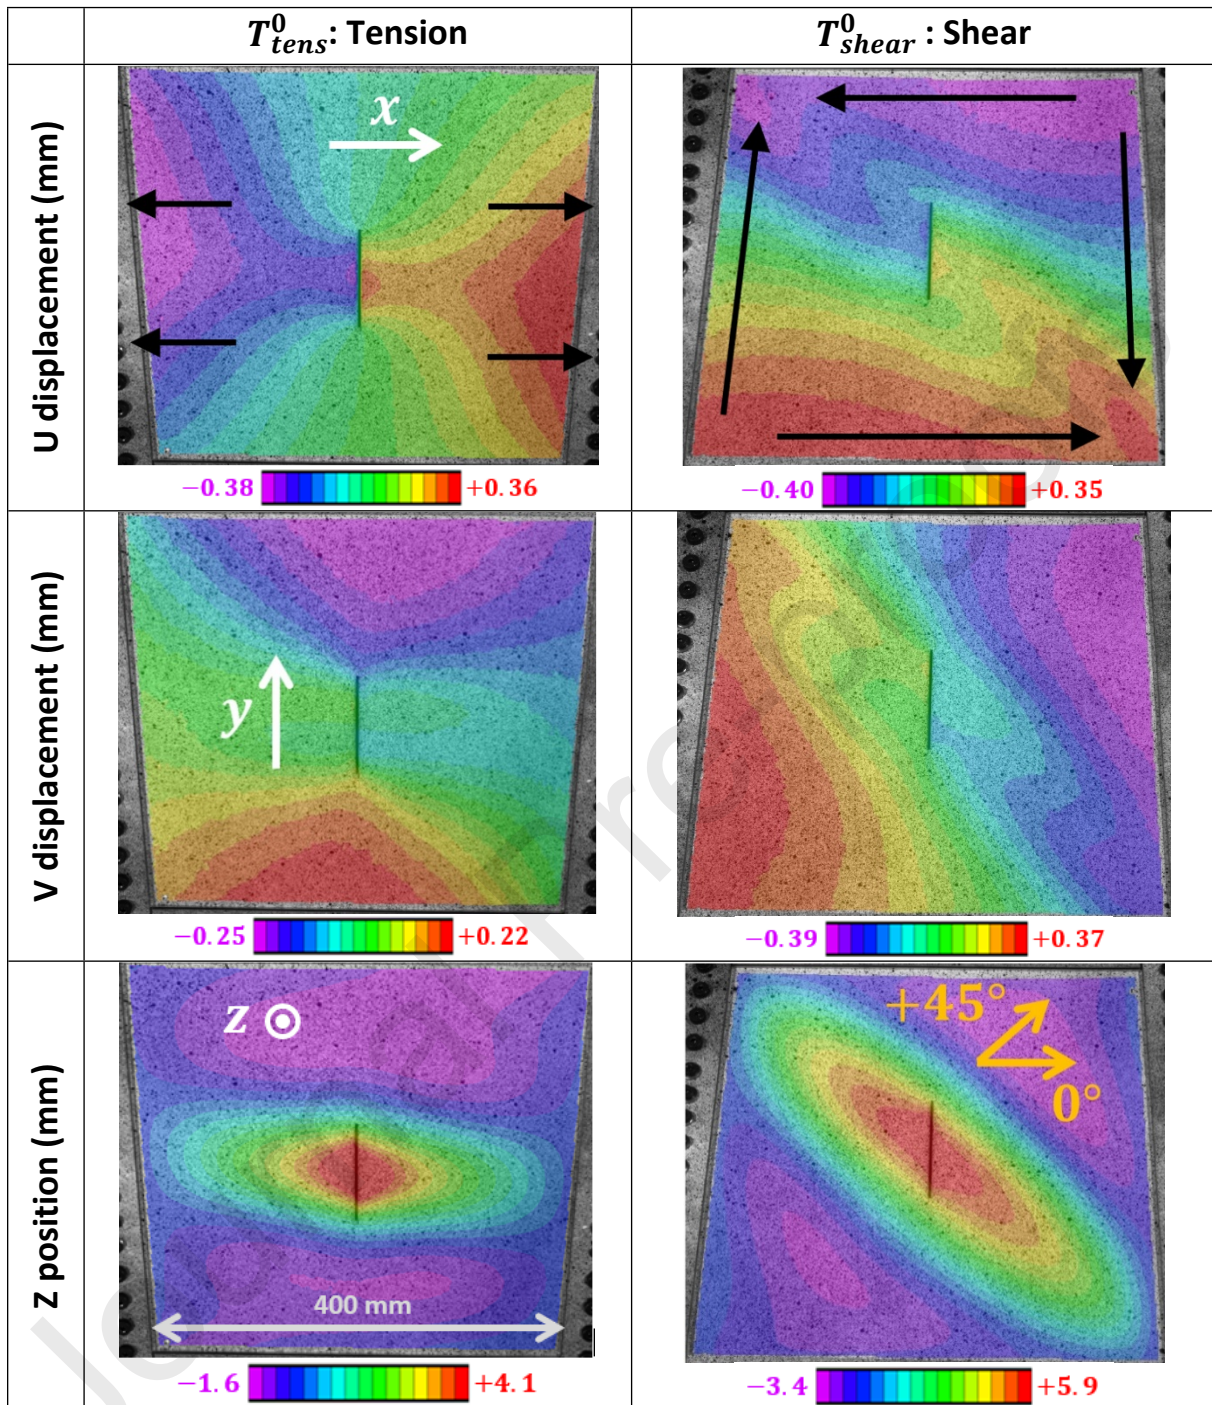 T⁰tens: Tension
T⁰shear : Shear
U displacement (mm)
x
−0.38 +0.36
−0.40 +0.35
V displacement (mm)
y
−0.25 +0.22
−0.39 +0.37
Z position (mm)
z
400 mm
+45°
0°
−1.6 +4.1
−3.4 +5.9